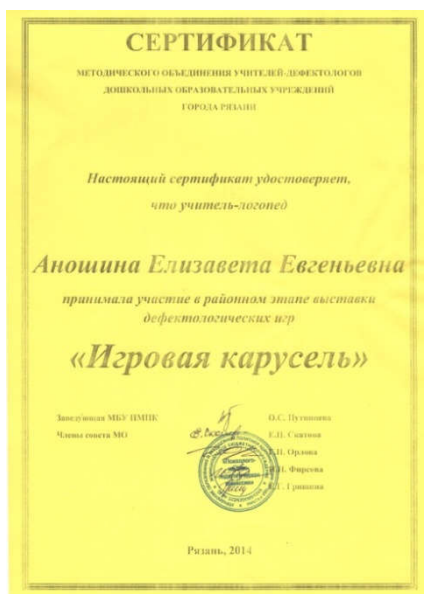 СЕРТИФИКАТ
МЕТОДИЧЕСКОГО ОБЪЕДИНЕНИЯ УЧИТЕЛЕЙ-ДЕФЕКТОЛОГОВ
ДОШКОЛЬНЫХ ОБРАЗОВАТЕЛЬНЫХ УЧРЕЖДЕНИЙ
ГОРОДА РЯЗАНИ
Настоящий сертификат удостоверяет,
что учитель-логопед
Аношина Елизавета Евгеньевна
принимала участие в районном этапе выставки
дефектологических игр
«Игровая карусель»
Заведующая МБУ ЦМПК О.С.
Члены совета МО Е.П.
Орлова
Рязань, 2014